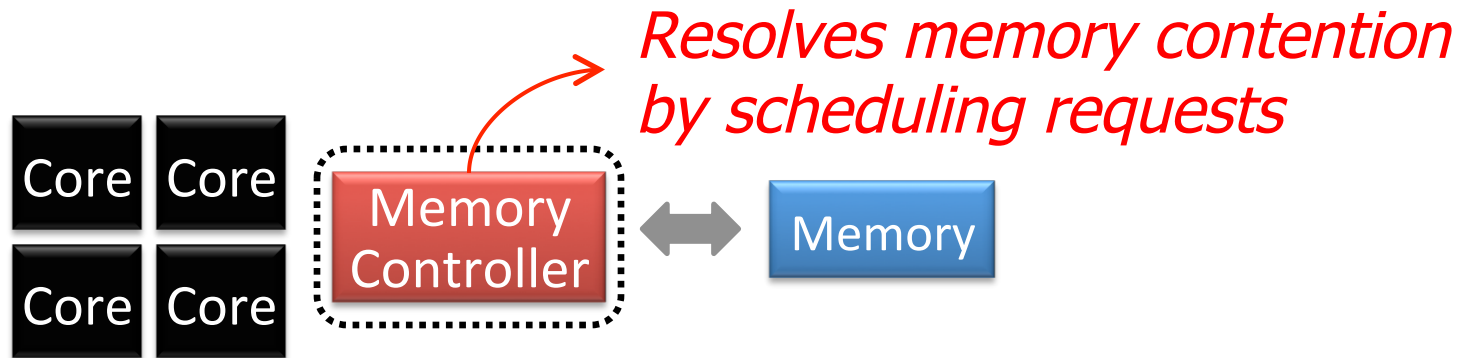 Resolves memory contention
by scheduling requests
Core Core
Memory
Controller
Memory
Core Core